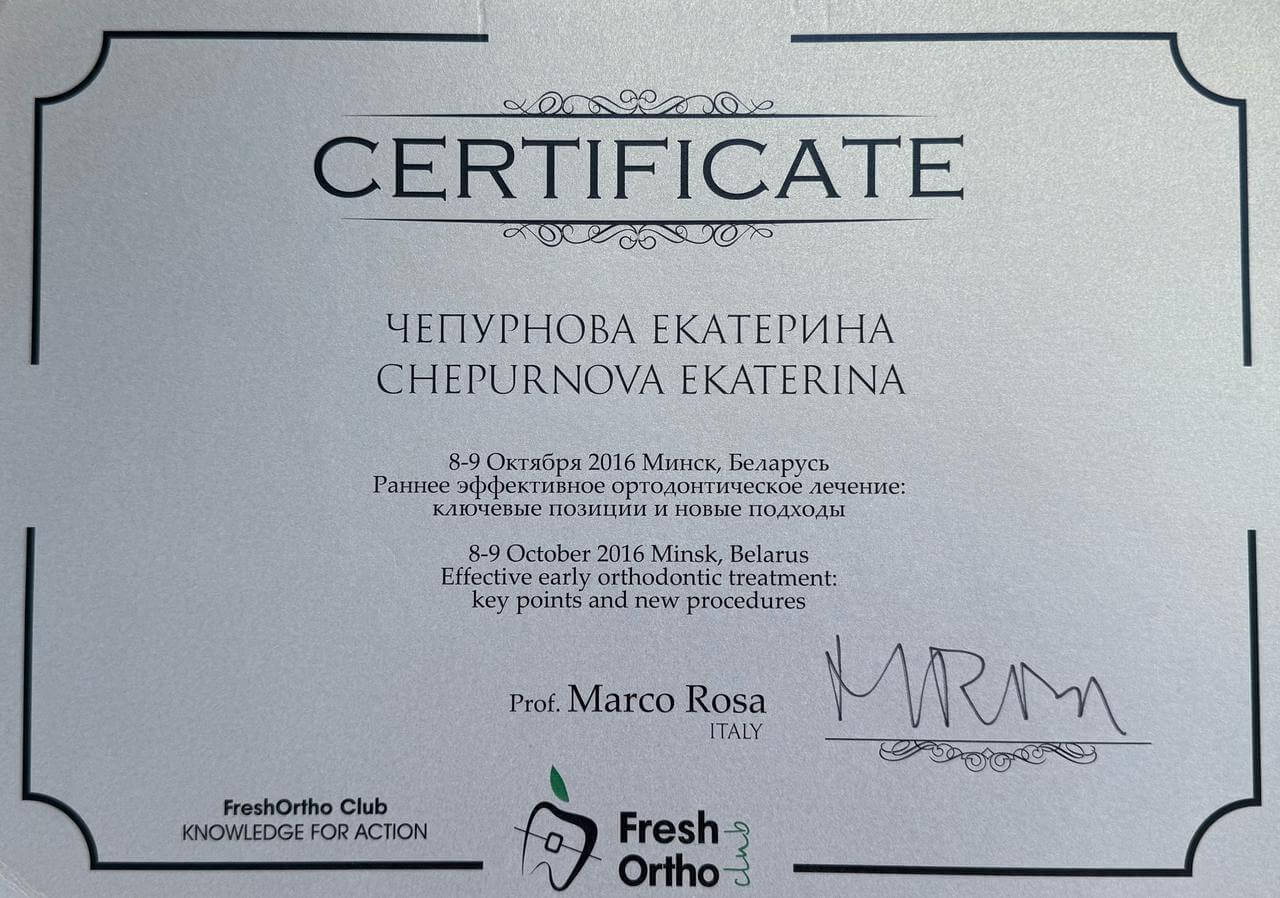 CERTIFICATE
ЧЕПУРНОВА ЕКАТЕРИНА
CHEPURNOVA EKATERINA
8-9 Октября 2016 Минск, Беларусь
Раннее эффективное ортодонтическое лечение:
ключевые позиции и новые подходы
8-9 October 2016 Minsk, Belarus
Effective early orthodontic treatment:
key points and new procedures
Prof. Marco Rosa
ITALY
FreshOrtho Club
KNOWLEDGE FOR ACTION
Fresh
Ortho
club